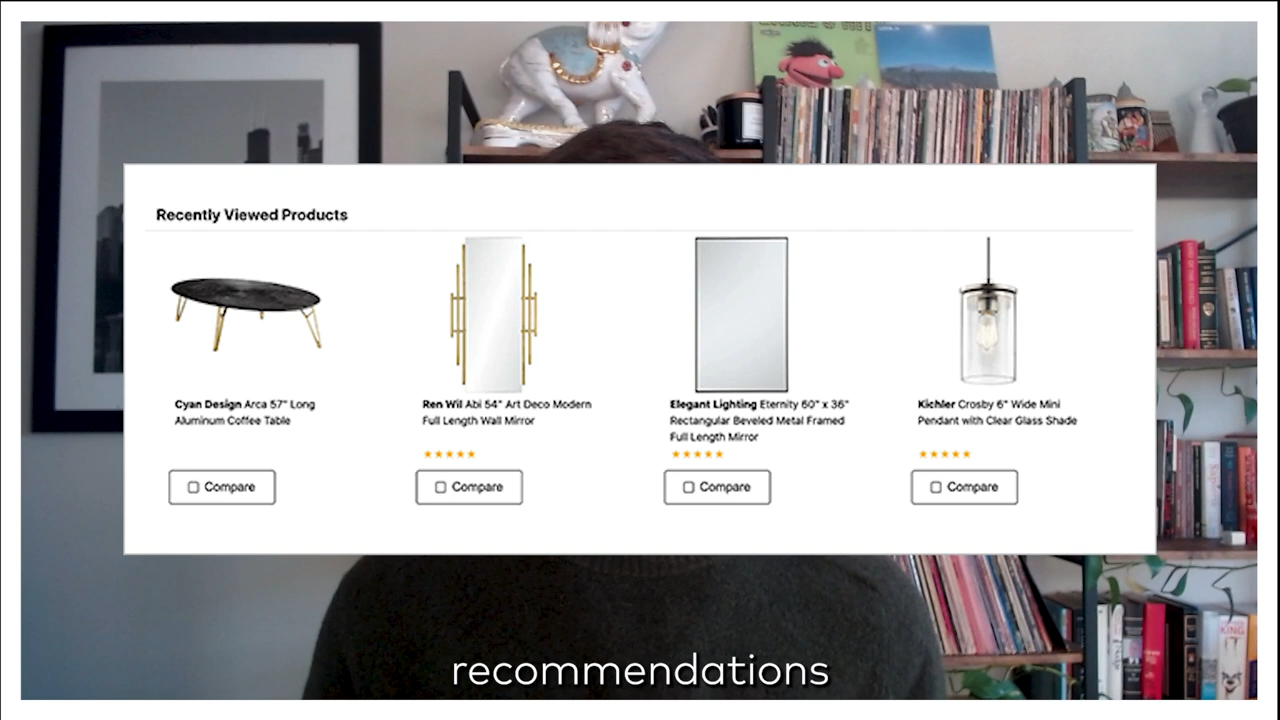 Recently Viewed Products
Cyan Design Arca 57" Long
Aluminum Coffee Table
Compare
Ren Wil Abi 54" Art Deco Modern
Full Length Wall Mirror
★★★★★
Compare
Elegant Lighting Eternity 60" x 36"
Rectangular Beveled Metal Framed
Full Length Mirror
★★★★★
Compare
Kichler Crosby 6" Wide Mini
Pendant with Clear Glass Shade
★★★★★
Compare
KING
recommendations